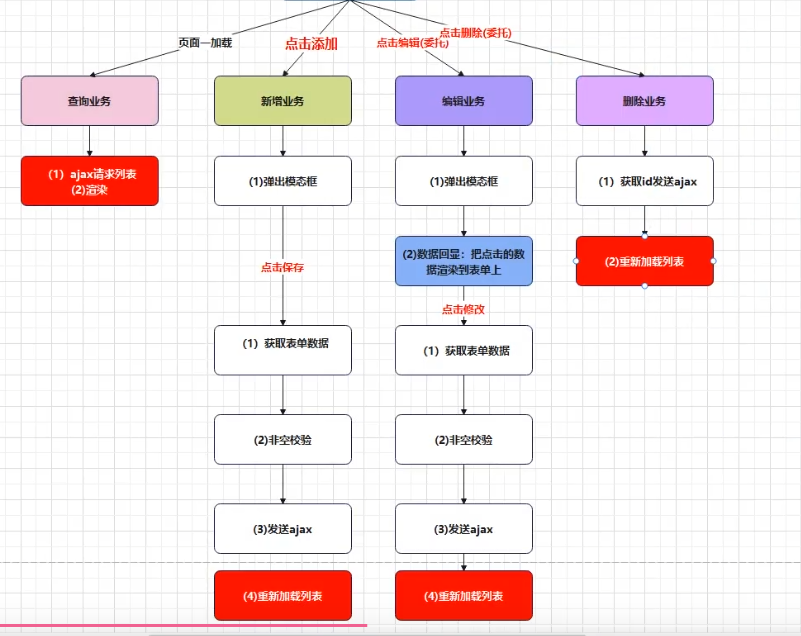 页面一加载
点击添加
点击编辑(委托)
点击删除(委托)
查询业务
新增业务
编辑业务
删除业务
（1）ajax请求列表
(2)渲染
(1)弹出模态框
(1)弹出模态框
（1）获取id发送ajax
(2)数据回显：把点击的数
据渲染到表单上
(2)重新加载列表
点击保存
点击修改
（1）获取表单数据
（1）获取表单数据
(2)非空校验
(2)非空校验
(3)发送ajax
(3)发送ajax
(4)重新加载列表
(4)重新加载列表